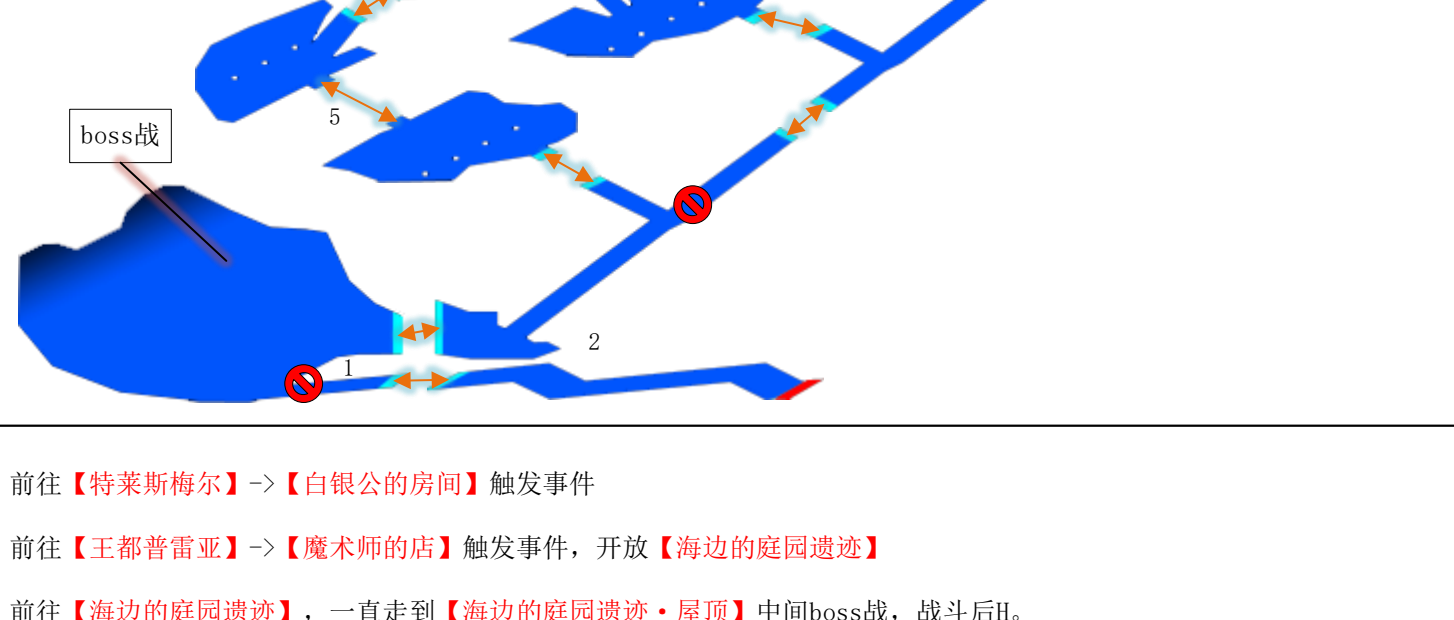 5
boss战
2
1
前往【特莱斯梅尔】->【白银公的房间】触发事件
前往【王都普雷亚】->【魔术师的店】触发事件，开放【海边的庭园遗迹】
前往【海边的庭园遗迹】，一直走到【海边的庭园遗迹·屋顶】中间boss战，战斗后H。